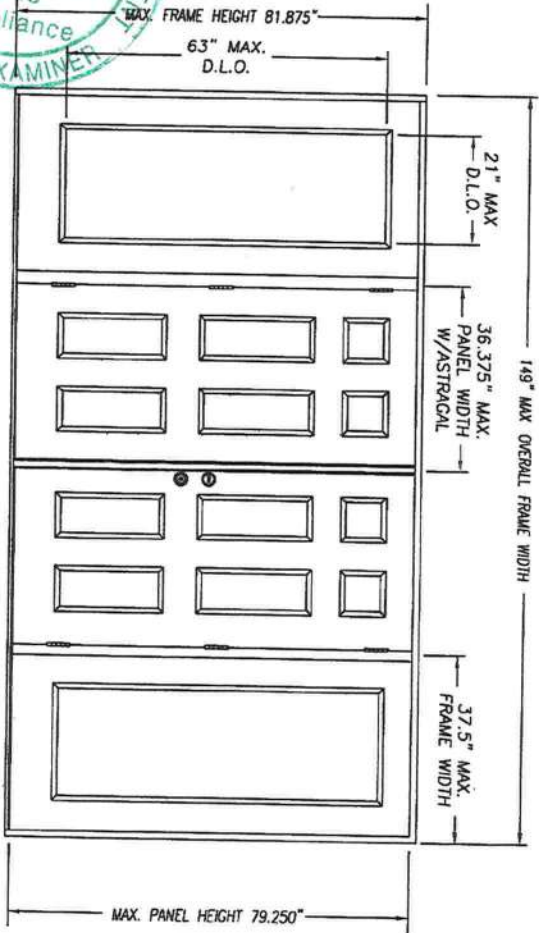 liance
XAMINER
MAX. FRAME HEIGHT 81.875"
63" MAX.
D.L.O.
21" MAX
D.L.O.
36.375" MAX.
PANEL WIDTH
W/ASTRAGAL
149" MAX OVERALL FRAME WIDTH
37.5" MAX.
FRAME WIDTH
MAX. PANEL HEIGHT 79.250"